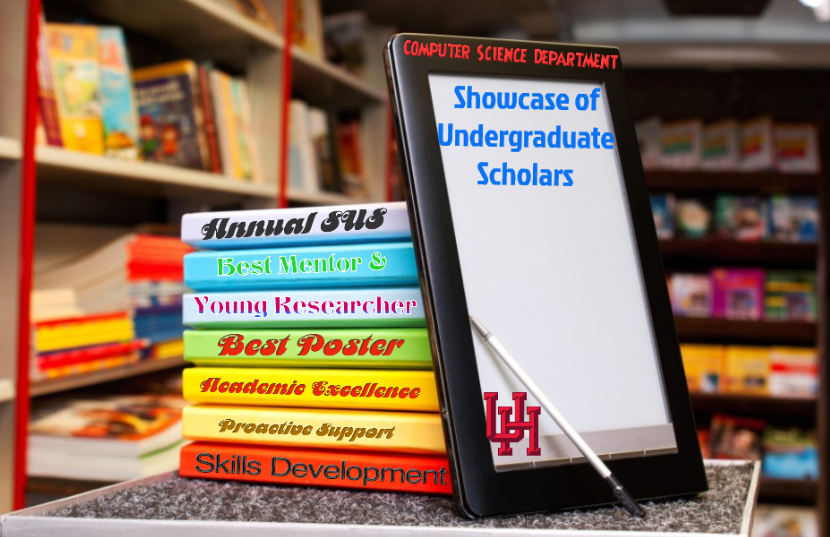 COMPUTER SCIENCE DEPARTMENT
Showcase of
Undergraduate
Scholars
Annual SUS
Best Mentor &
Young Researcher
Best Poster
Academic Excellence
Proactive Support
Skills Development
UH